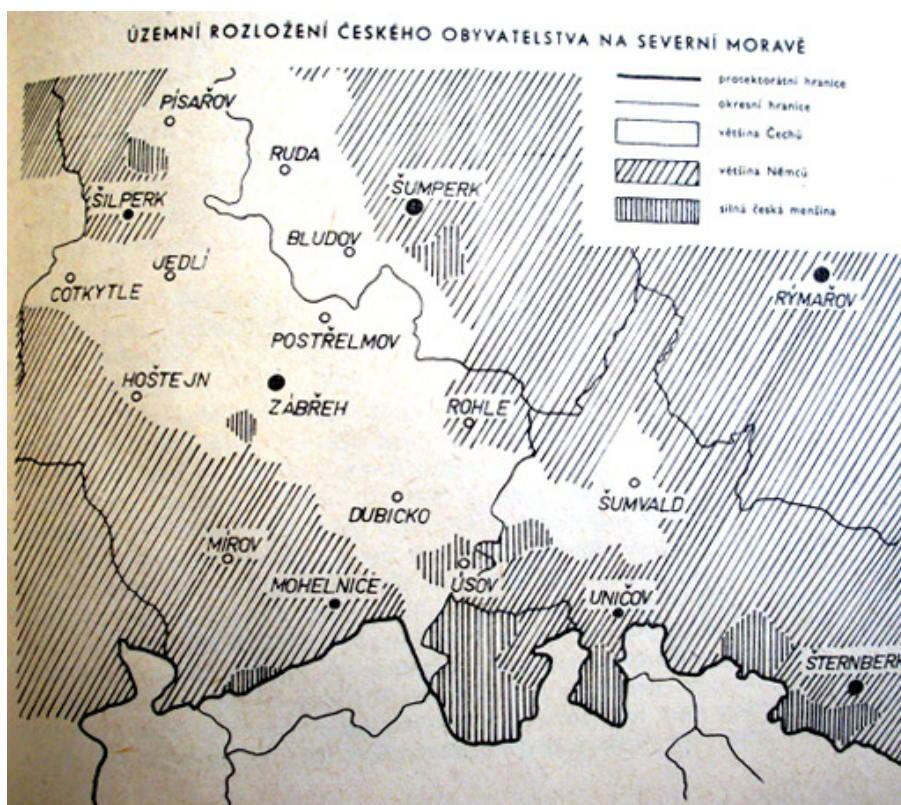 ÚZEMNÍ ROZLOŽENÍ ČESKÉHO OBYVATELSTVA NA SEVERNÍ MORAVĚ
protektorátní hranice
okresní hranice
většina Čechů
většina Němců
silná česká menšina
PÍSAŘOV
RUDA
ŠILPERK
ŠUMPERK
BLUDOV
JEDLÍ
COTKYTLE
RÝMAŘOV
POSTŘELMOV
HOŠTEJN
ZÁBŘEH
ROHLE
ŠUMVALD
DUBICKO
MÍROV
ÚSOV
MOHELNICE
UNIČOV
ŠTERNBERK